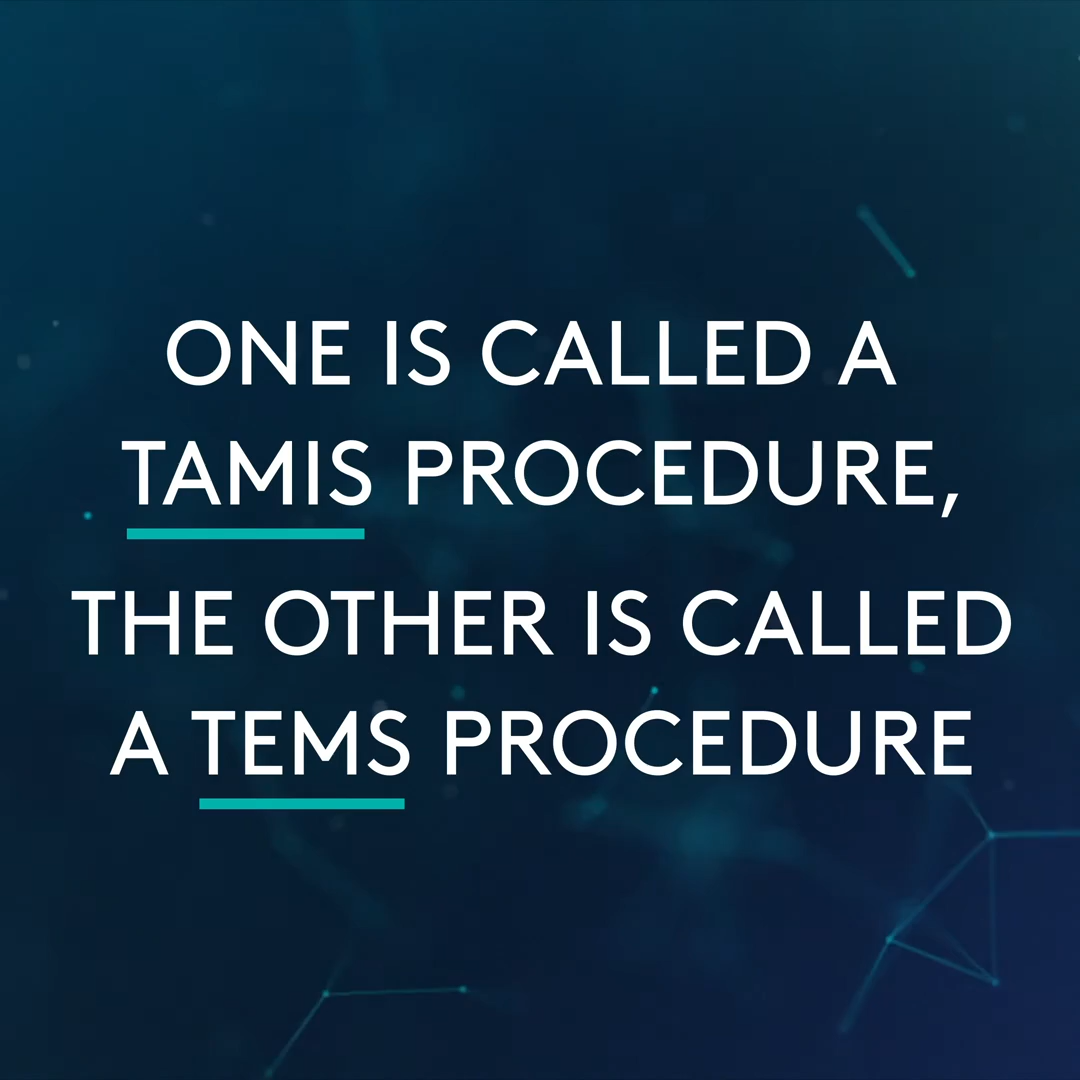 ONE IS CALLED A
TAMIS PROCEDURE,
THE OTHER IS CALLED
A TEMS PROCEDURE